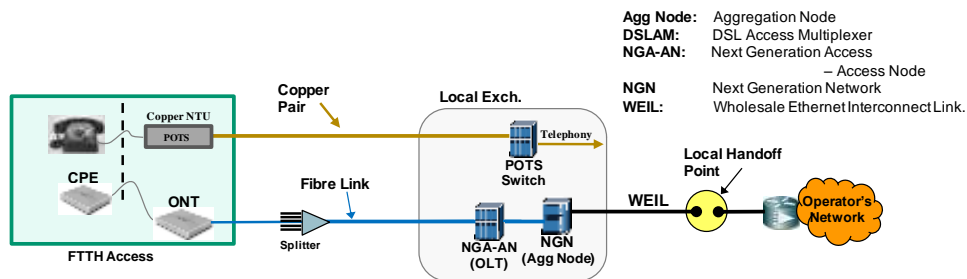 Agg Node: Aggregation Node
DSLAM: DSL Access Multiplexer
NGA-AN: Next Generation Access
– Access Node
NGN Next Generation Network
WEIL: Wholesale Ethernet Interconnect Link.
Copper
Pair
Local Exch.
Copper NTU
POTS
Telephony
POTS
Switch
Local Handoff
Point
CPE
ONT
Fibre Link
WEIL
Operator's
Network
Splitter
NGA-AN
(OLT)
NGN
(Agg Node)
FTTH Access